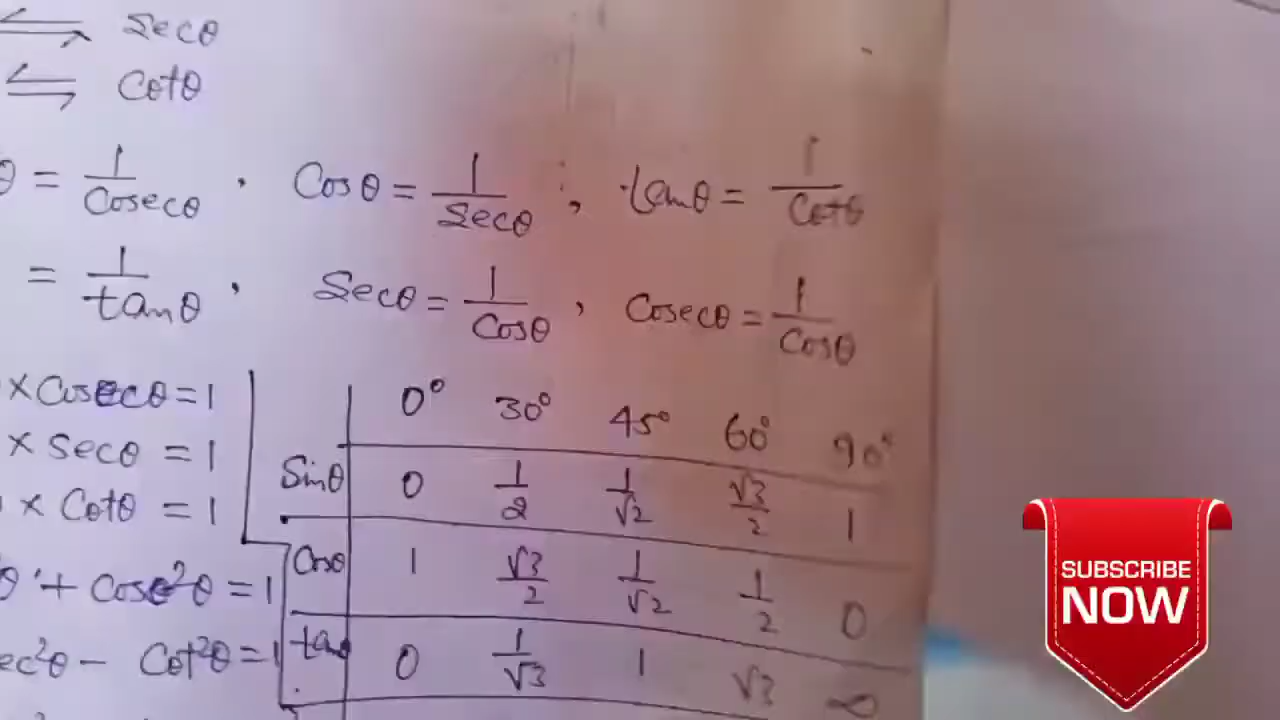 ⇌ Secθ
⇌ Cotθ
θ = 1/Cosecθ . Cosθ = 1/Secθ ; tanθ = 1/Cotθ
= 1/tanθ , Secθ = 1/Cosθ , Cosecθ = 1/Cosθ
× Cosecθ = 1
× Secθ = 1
× Cotθ = 1
θ + Cos²θ = 1
ec²θ - Cot²θ = 1
0° 30° 45° 60° 90°
Sinθ 0 1/2 1/√2 √3/2 1
Cosθ 1 √3/2 1/√2 1/2 0
tanθ 0 1/√3 1 √3 ∞
SUBSCRIBE
NOW